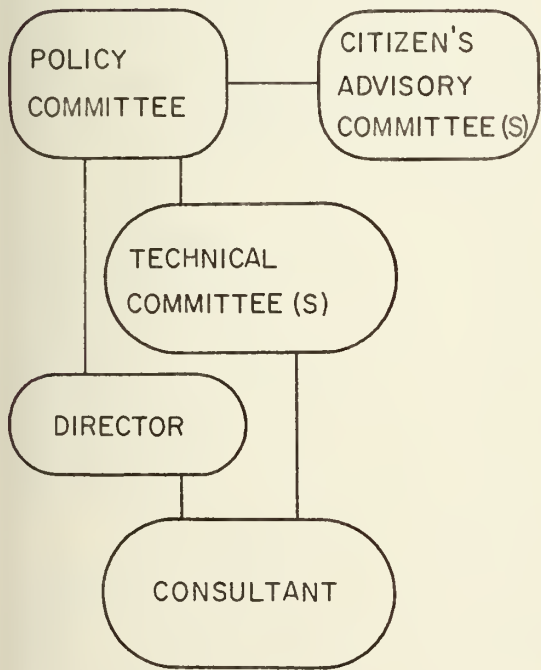 POLICY
COMMITTEE
CITIZEN'S
ADVISORY
COMMITTEE(S)
TECHNICAL
COMMITTEE (S)
DIRECTOR
CONSULTANT